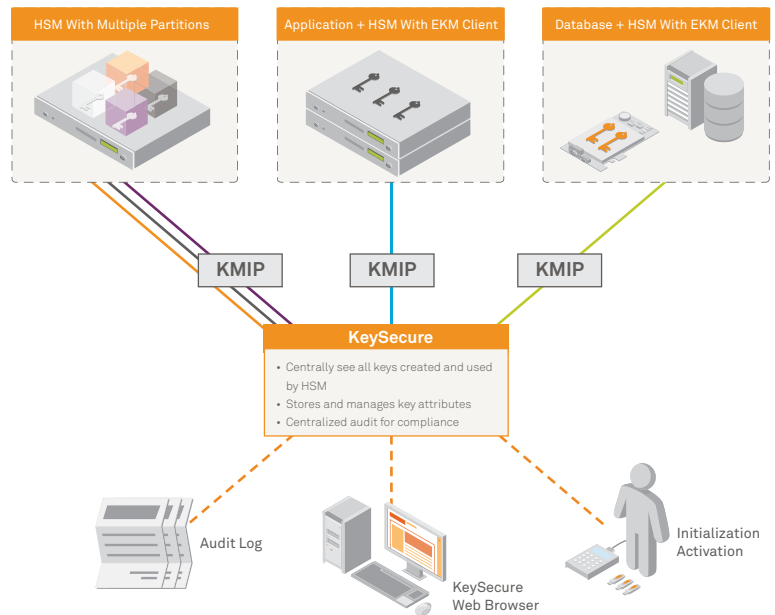 HSM With Multiple Partitions
Application + HSM With EKM Client
Database + HSM With EKM Client
KMIP
KMIP
KMIP
KeySecure
• Centrally see all keys created and used
by HSM
• Stores and manages key attributes
• Centralized audit for compliance
Audit Log
KeySecure
Web Browser
Initialization
Activation